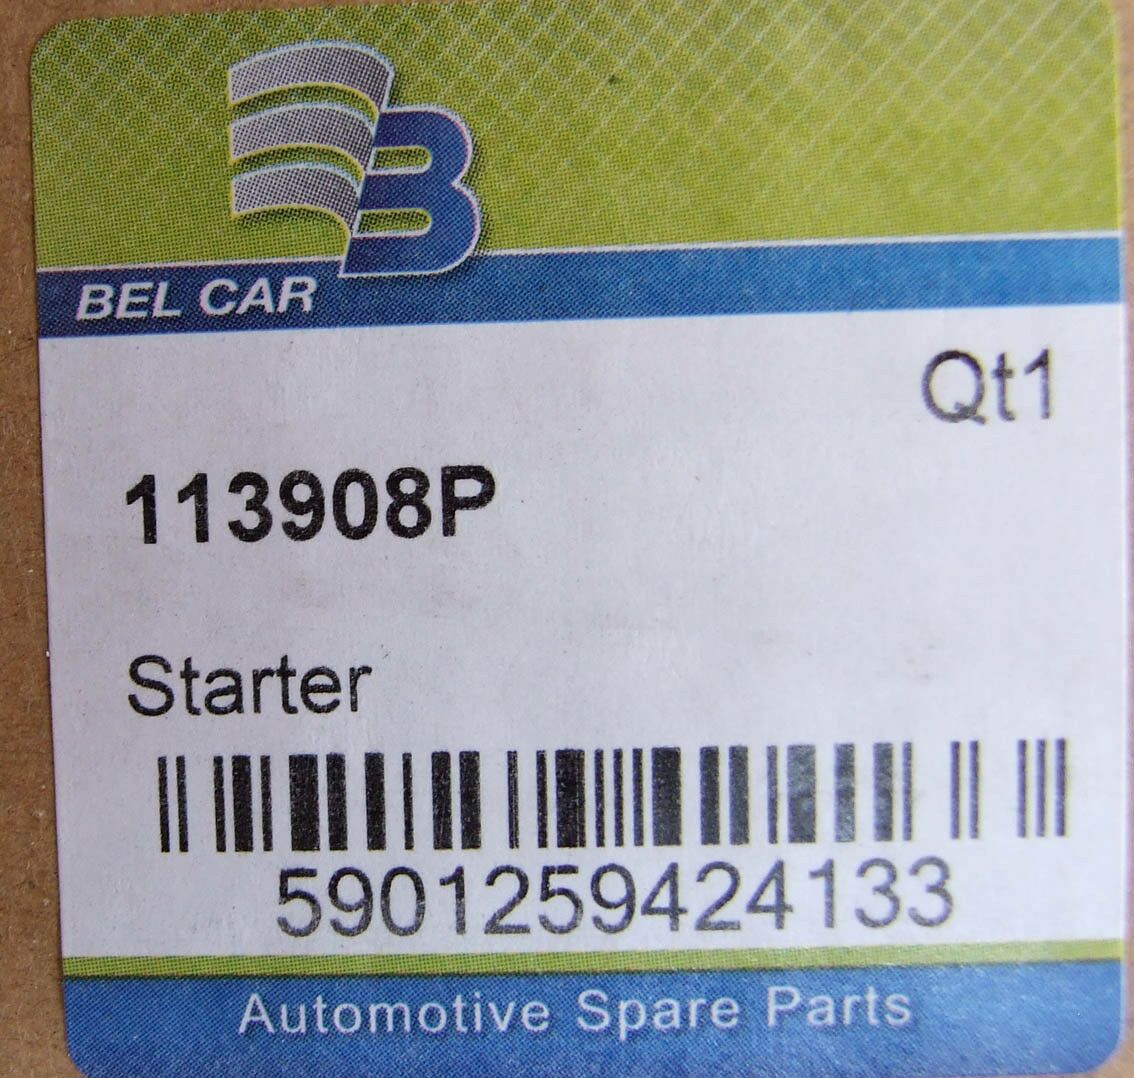 B
BEL CAR
Qt1
113908P
Starter
5901259424133
Automotive Spare Parts